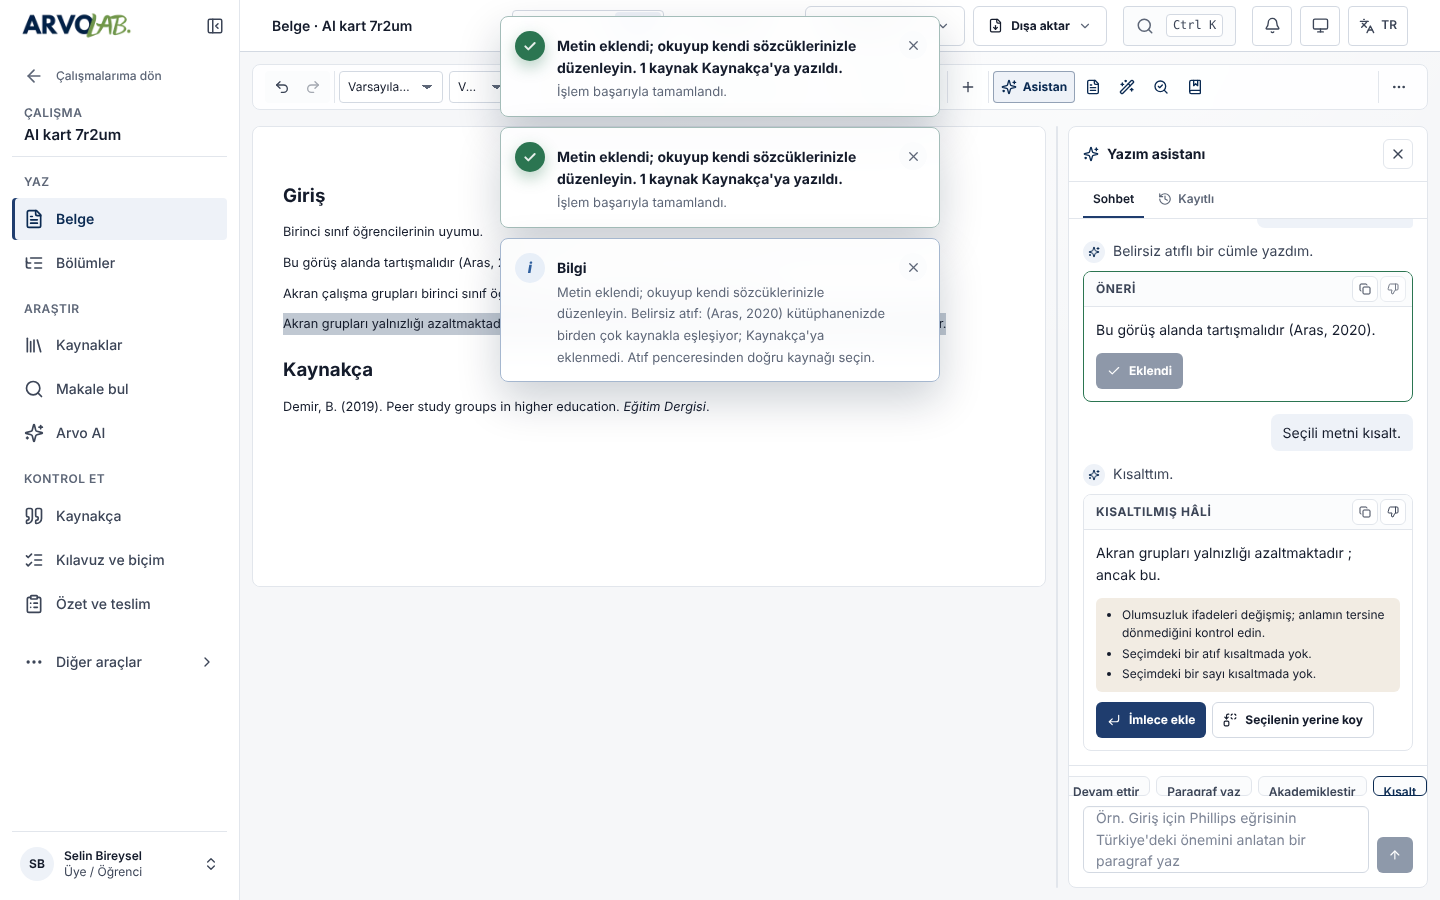 ARVOLAB.
Çalışmalarıma dön
ÇALIŞMA
AI kart 7r2um
YAZ
Belge
Bölümler
ARAŞTIR
Kaynaklar
Makale bul
Arvo AI
KONTROL ET
Kaynakça
Kılavuz ve biçim
Özet ve teslim
Diğer araçlar
SB
Selin Bireysel
Üye / Öğrenci
Belge · AI kart 7r2um
Dışa aktar
Ctrl K
TR
Varsayıla...
V...
Asistan
Metin eklendi; okuyup kendi sözcüklerinizle
düzenleyin. 1 kaynak Kaynakça'ya yazıldı.
İşlem başarıyla tamamlandı.
Metin eklendi; okuyup kendi sözcüklerinizle
düzenleyin. 1 kaynak Kaynakça'ya yazıldı.
İşlem başarıyla tamamlandı.
Bilgi
Metin eklendi; okuyup kendi sözcüklerinizle
düzenleyin. Belirsiz atıf: (Aras, 2020) kütüphanenizde
birden çok kaynakla eşleşiyor; Kaynakça'ya
eklenmedi. Atıf penceresinden doğru kaynağı seçin.
Giriş
Birinci sınıf öğrencilerinin uyumu.
Bu görüş alanda tartışmalıdır (Aras,
Akran çalışma grupları birinci sınıf
Akran grupları yalnızlığı azaltmaktad
Kaynakça
Demir, B. (2019). Peer study groups in higher education. Eğitim Dergisi.
Yazım asistanı
Sohbet
Kayıtlı
Belirsiz atıflı bir cümle yazdım.
ÖNERİ
Bu görüş alanda tartışmalıdır (Aras, 2020).
Eklendi
Seçili metni kısalt.
Kısalttım.
KISALTILMIŞ HÂLİ
Akran grupları yalnızlığı azaltmaktadır ;
ancak bu.
• Olumsuzluk ifadeleri değişmiş; anlamın tersine
dönmediğini kontrol edin.
• Seçimdeki bir atıf kısaltmada yok.
• Seçimdeki bir sayı kısaltmada yok.
İmlece ekle
Seçilenin yerine koy
Devam ettir
Paragraf yaz
Akademikleştir
Kısalt
Örn. Giriş için Phillips eğrisinin
Türkiye'deki önemini anlatan bir
paragraf yaz